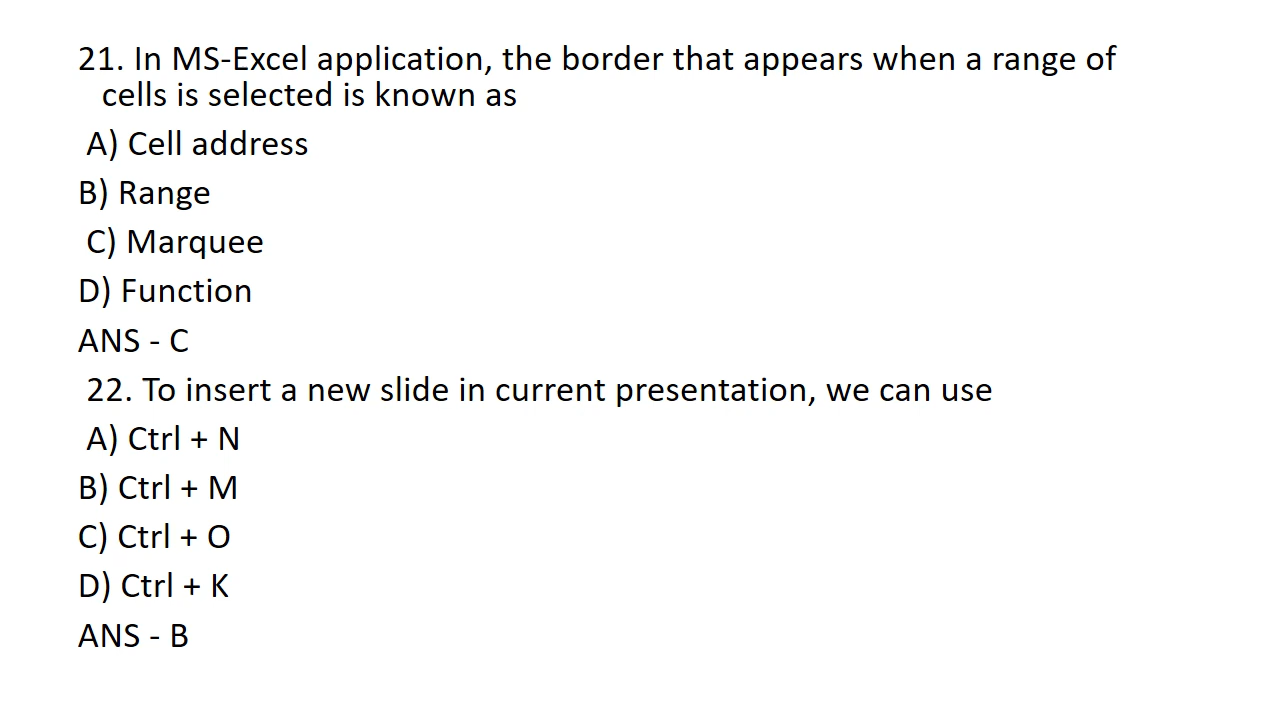 21. In MS-Excel application, the border that appears when a range of
cells is selected is known as
A) Cell address
B) Range
C) Marquee
D) Function
ANS - C
22. To insert a new slide in current presentation, we can use
A) Ctrl + N
B) Ctrl + M
C) Ctrl + O
D) Ctrl + K
ANS - B